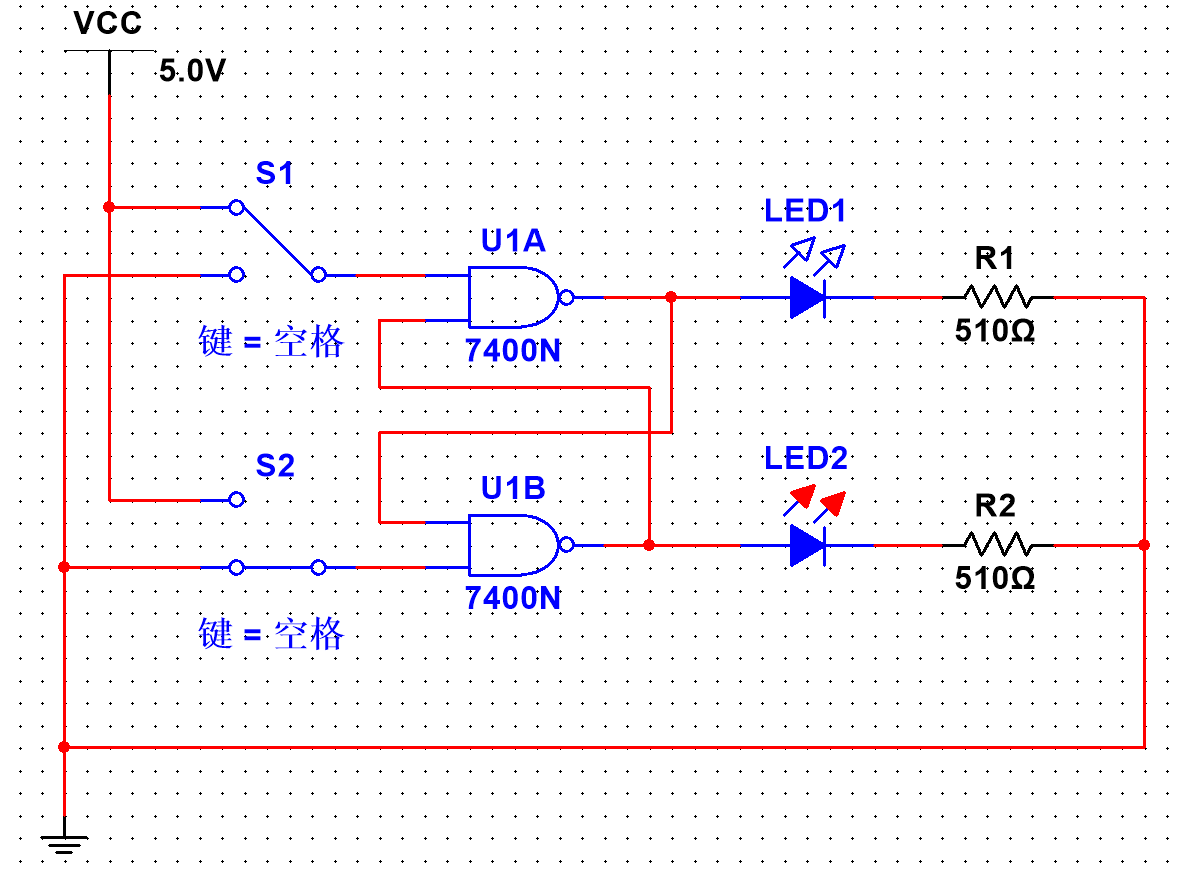 VCC
5.0V
S1
键 = 空格
U1A
7400N
LED1
R1
510Ω
S2
键 = 空格
U1B
7400N
LED2
R2
510Ω